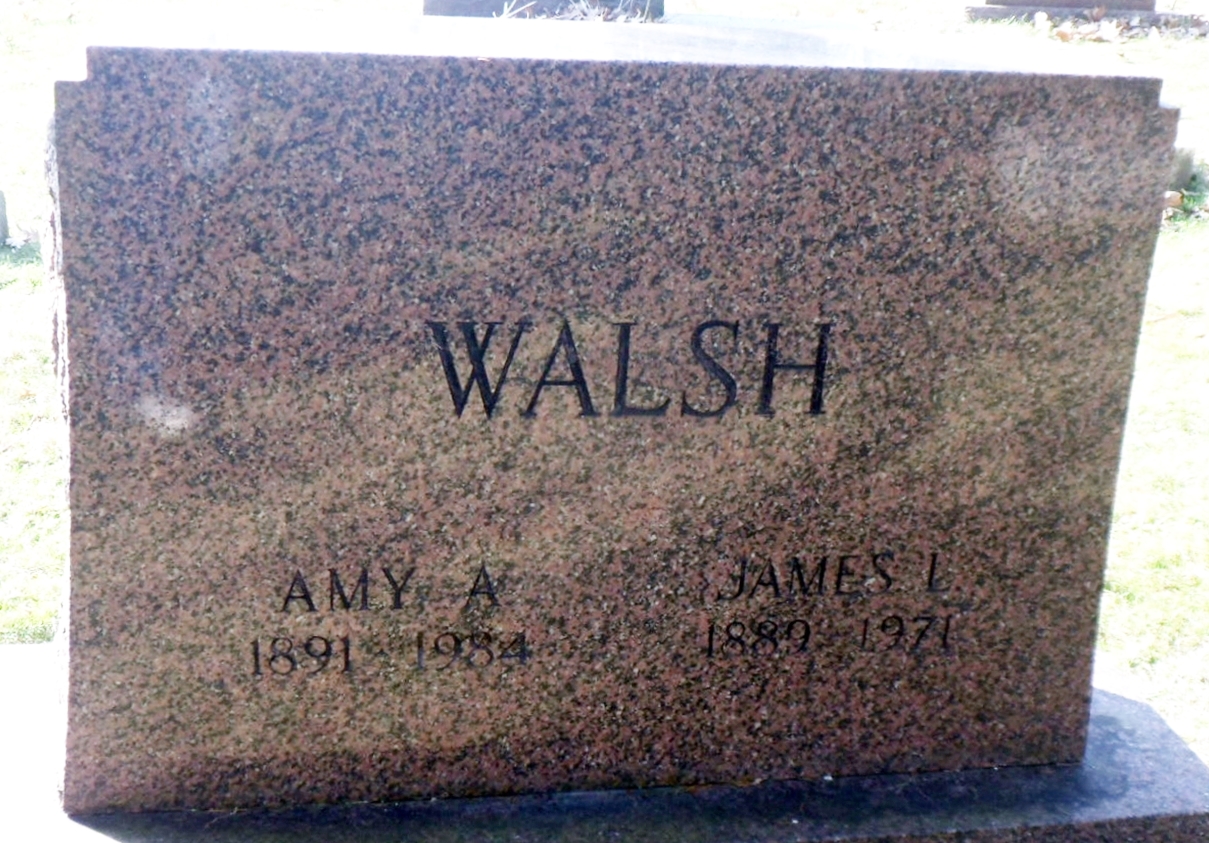 WALSH
AMY A
1891 - 1984
JAMES L.
1889 - 1971